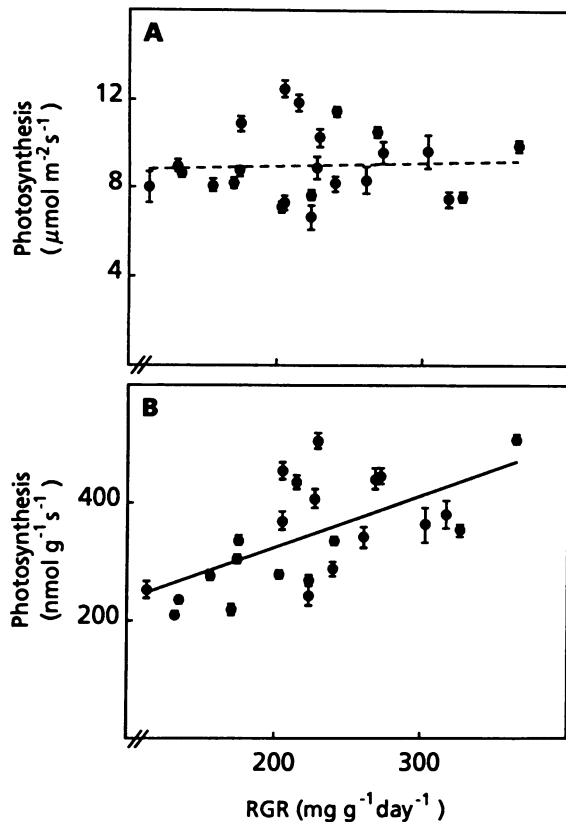 A
Photosynthesis
(μmol m⁻² s⁻¹)
12
8
4
B
Photosynthesis
(nmol g⁻¹ s⁻¹)
400
200
200
300
RGR (mg g⁻¹ day⁻¹)